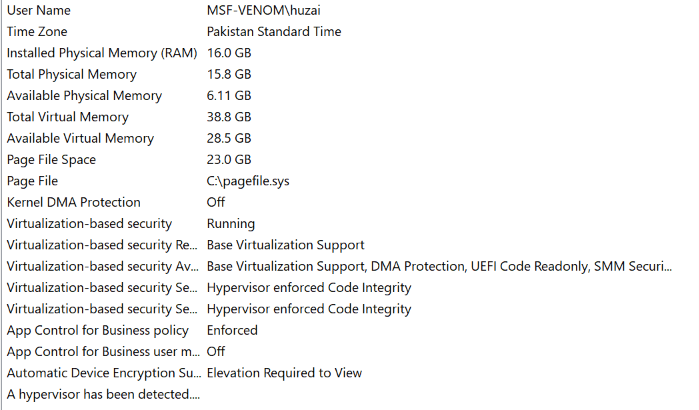 User Name MSF-VENOM\huzai
Time Zone Pakistan Standard Time
Installed Physical Memory (RAM) 16.0 GB
Total Physical Memory 15.8 GB
Available Physical Memory 6.11 GB
Total Virtual Memory 38.8 GB
Available Virtual Memory 28.5 GB
Page File Space 23.0 GB
Page File C:\pagefile.sys
Kernel DMA Protection Off
Virtualization-based security Running
Virtualization-based security Re... Base Virtualization Support
Virtualization-based security Av... Base Virtualization Support, DMA Protection, UEFI Code Readonly, SMM Securi...
Virtualization-based security Se... Hypervisor enforced Code Integrity
Virtualization-based security Se... Hypervisor enforced Code Integrity
App Control for Business policy Enforced
App Control for Business user m... Off
Automatic Device Encryption Su... Elevation Required to View
A hypervisor has been detected....